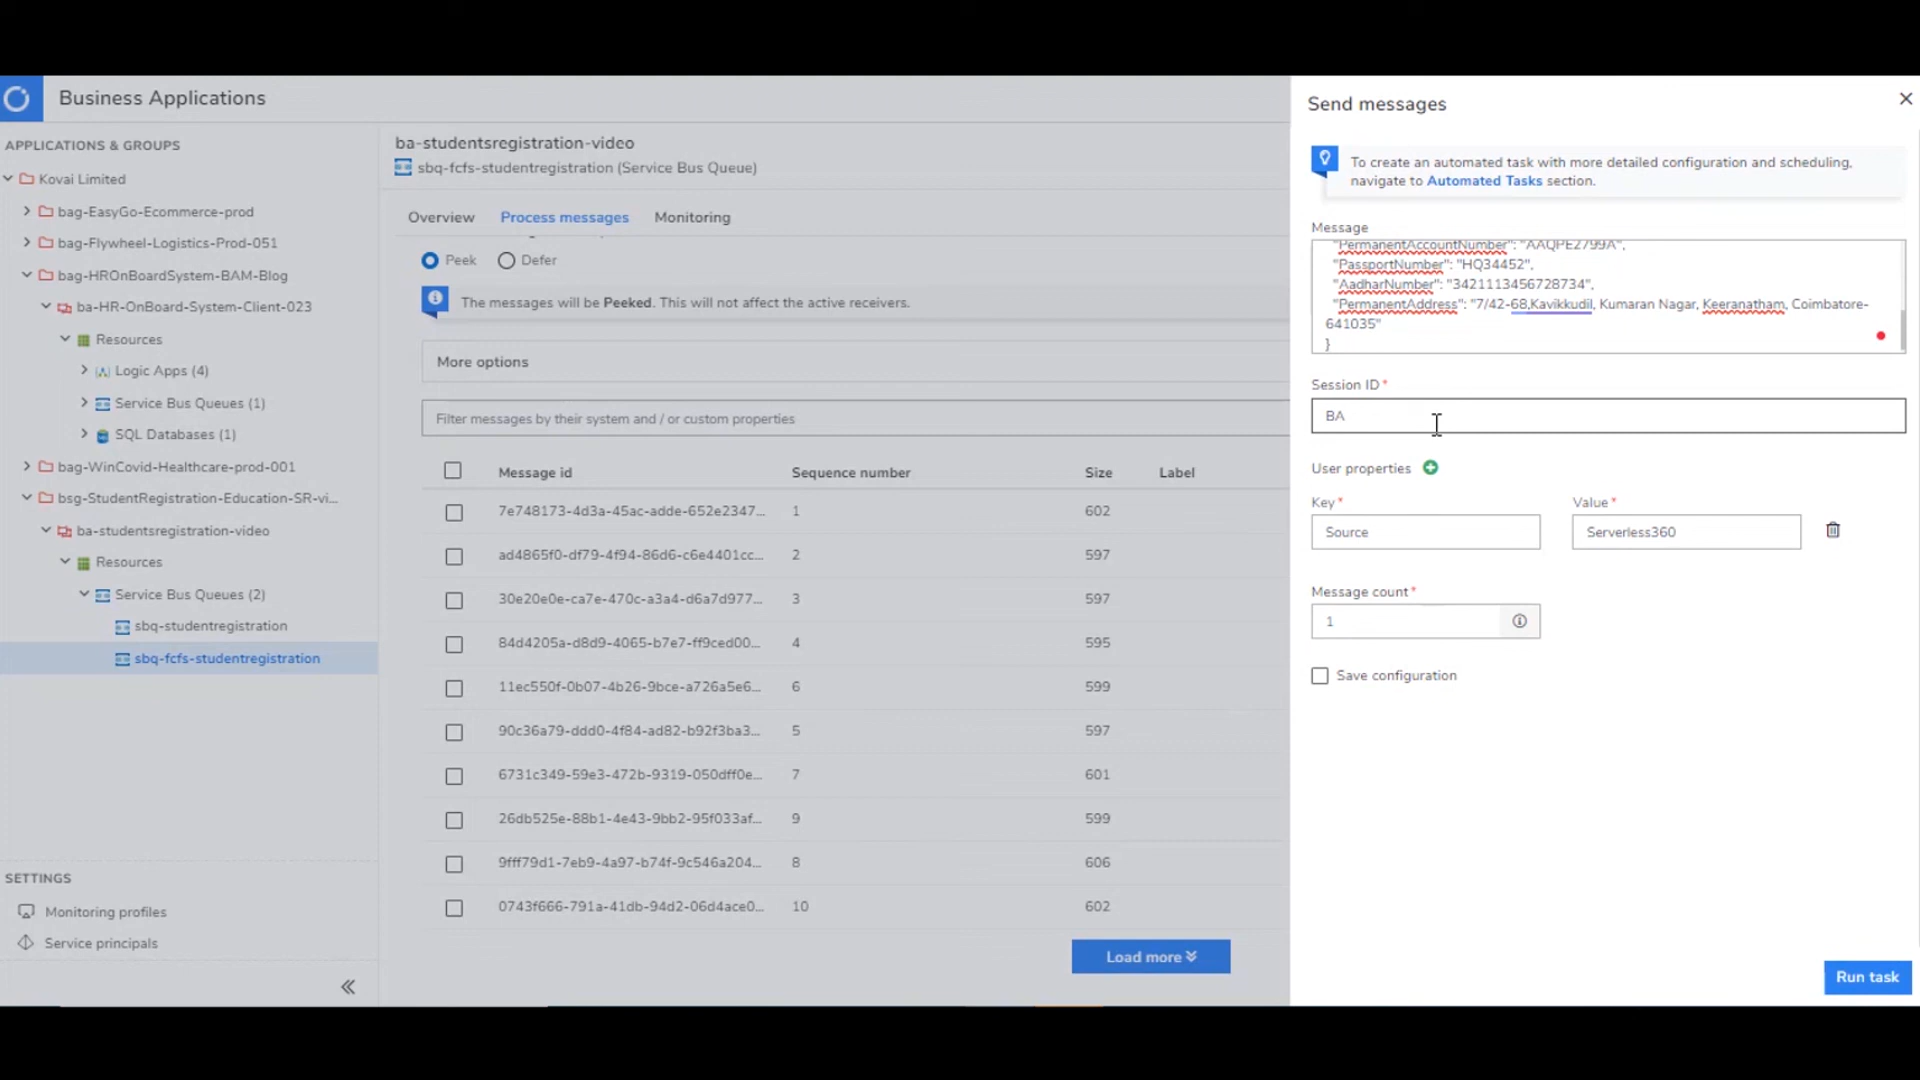 Business Applications
APPLICATIONS & GROUPS
Kovai Limited
bag-EasyGo-Ecommerce-prod
bag-Flywheel-Logistics-Prod-051
bag-HROnBoardSystem-BAM-Blog
ba-HR-OnBoard-System-Client-023
Resources
Logic Apps (4)
Service Bus Queues (1)
SQL Databases (1)
bag-WinCovid-Healthcare-prod-001
bsg-StudentRegistration-Education-SR-vi...
ba-studentsregistration-video
Resources
Service Bus Queues (2)
sbq-studentregistration
sbq-fcfs-studentregistration
SETTINGS
Monitoring profiles
Service principals
ba-studentsregistration-video
sbq-fcfs-studentregistration (Service Bus Queue)
Overview Process messages Monitoring
Peek Defer
The messages will be Peeked. This will not affect the active receivers.
More options
Filter messages by their system and / or custom properties
Message id Sequence number Size Label
7e748173-4d3a-45ac-adde-652e2347... 1 602
ad4865f0-df79-4f94-86d6-c6e4401cc... 2 597
30e20e0e-ca7e-470c-a3a4-d6a7d977... 3 597
84d4205a-d8d9-4065-b7e7-ff9ced00... 4 595
11ec550f-0b07-4b26-9bce-a726a5e6... 6 599
90c36a79-ddd0-4f84-ad82-b92f3ba3... 5 597
6731c349-59e3-472b-9319-050dff0e... 7 601
26db525e-88b1-4e43-9bb2-95f033af... 9 599
9fff79d1-7eb9-4a97-b74f-9c546a204... 8 606
0743f666-791a-41db-94d2-06d4ace0... 10 602
Load more
Send messages
To create an automated task with more detailed configuration and scheduling,
navigate to Automated Tasks section.
Message
"PermanentAccountNumber": "AAQPE2799A",
"PassportNumber": "HQ34452",
"AadharNumber": "3421113456728734",
"PermanentAddress": "7/42-68,Kavikkudil, Kumaran Nagar, Keeranatham, Coimbatore-
641035"
}
Session ID *
BA
User properties
Key * Value *
Source Serverless360
Message count *
1
Save configuration
Run task